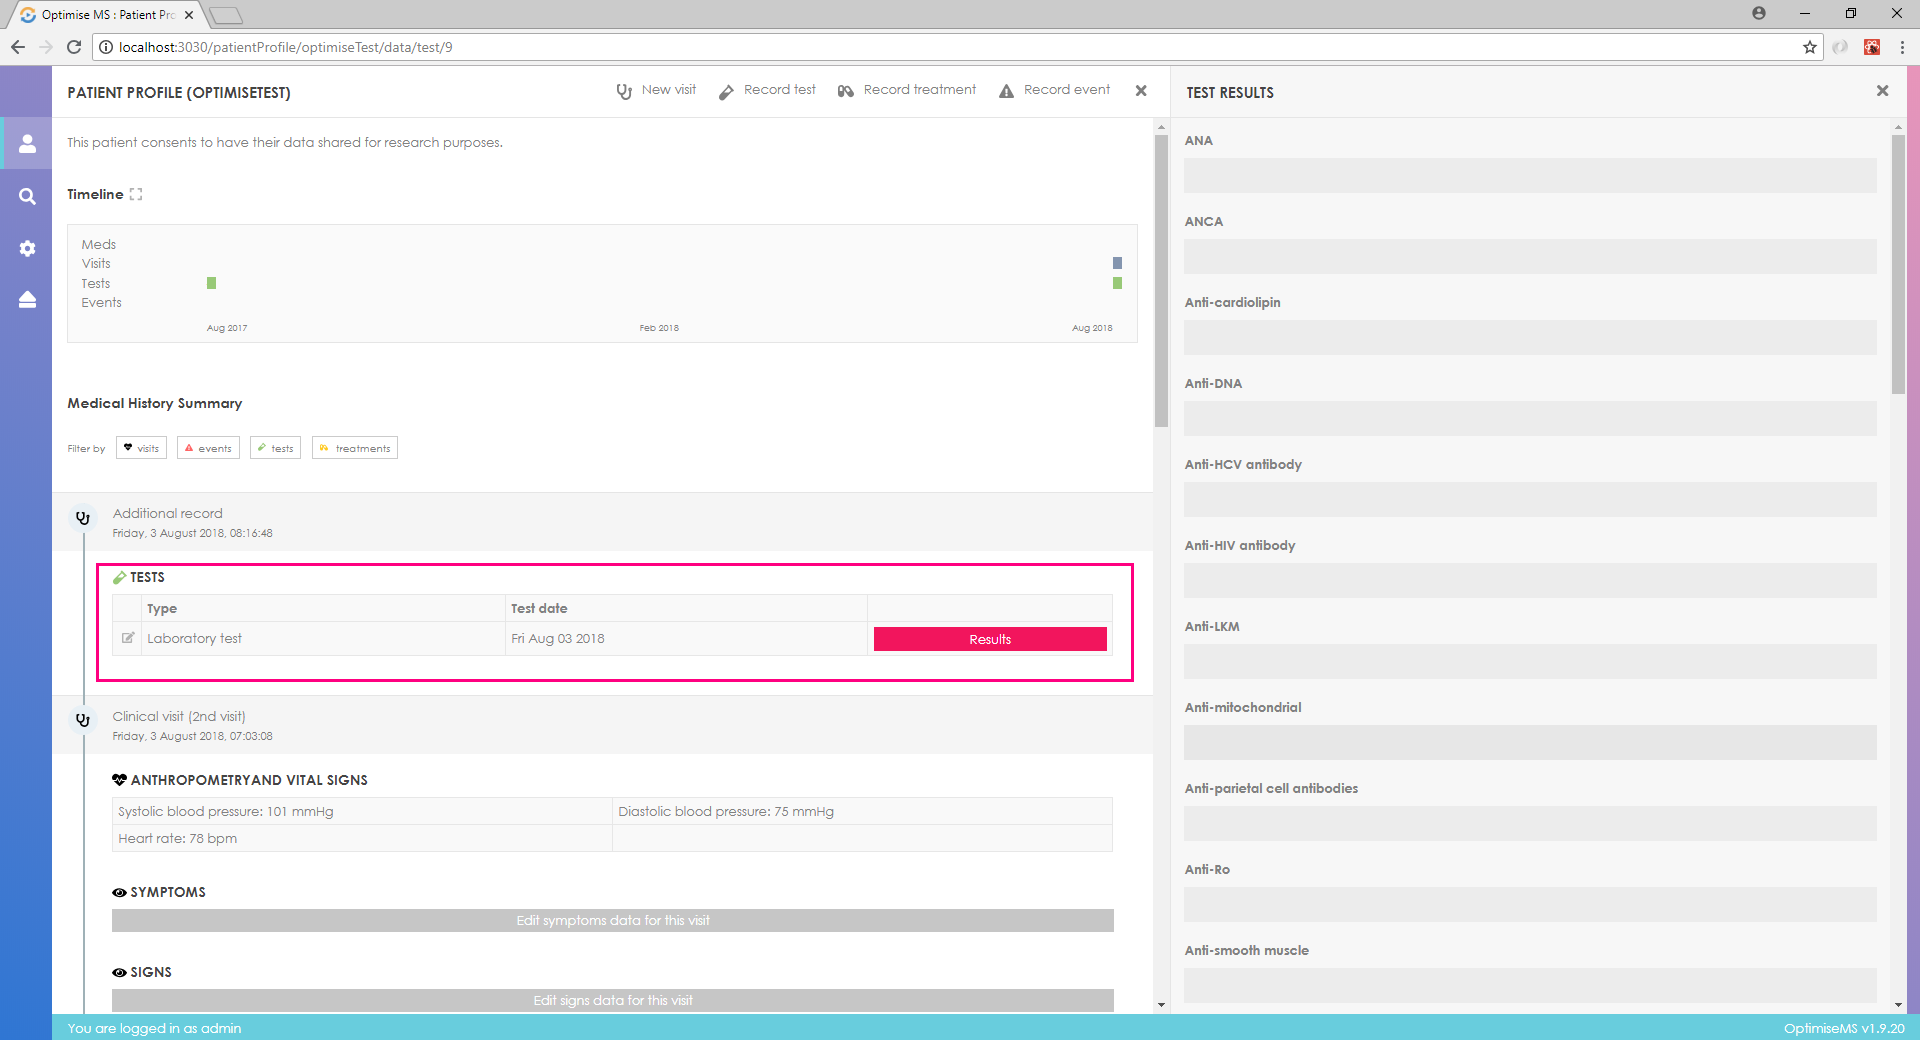 Optimise MS : Patient Pro
localhost:3030/patientProfile/optimiseTest/data/test/9
PATIENT PROFILE (OPTIMISETEST)
New visit
Record test
Record treatment
Record event
This patient consents to have their data shared for research purposes.
Timeline
Meds
Visits
Tests
Events
Aug 2017
Feb 2018
Aug 2018
Medical History Summary
Filter by
visits
events
tests
treatments
Additional record
Friday, 3 August 2018, 08:16:48
TESTS
Type
Test date
Laboratory test
Fri Aug 03 2018
Results
Clinical visit (2nd visit)
Friday, 3 August 2018, 07:03:08
ANTHROPOMETRYAND VITAL SIGNS
Systolic blood pressure: 101 mmHg
Diastolic blood pressure: 75 mmHg
Heart rate: 78 bpm
SYMPTOMS
Edit symptoms data for this visit
SIGNS
Edit signs data for this visit
TEST RESULTS
ANA
ANCA
Anti-cardiolipin
Anti-DNA
Anti-HCV antibody
Anti-HIV antibody
Anti-LKM
Anti-mitochondrial
Anti-parietal cell antibodies
Anti-Ro
Anti-smooth muscle
You are logged in as admin
OptimiseMS v1.9.20